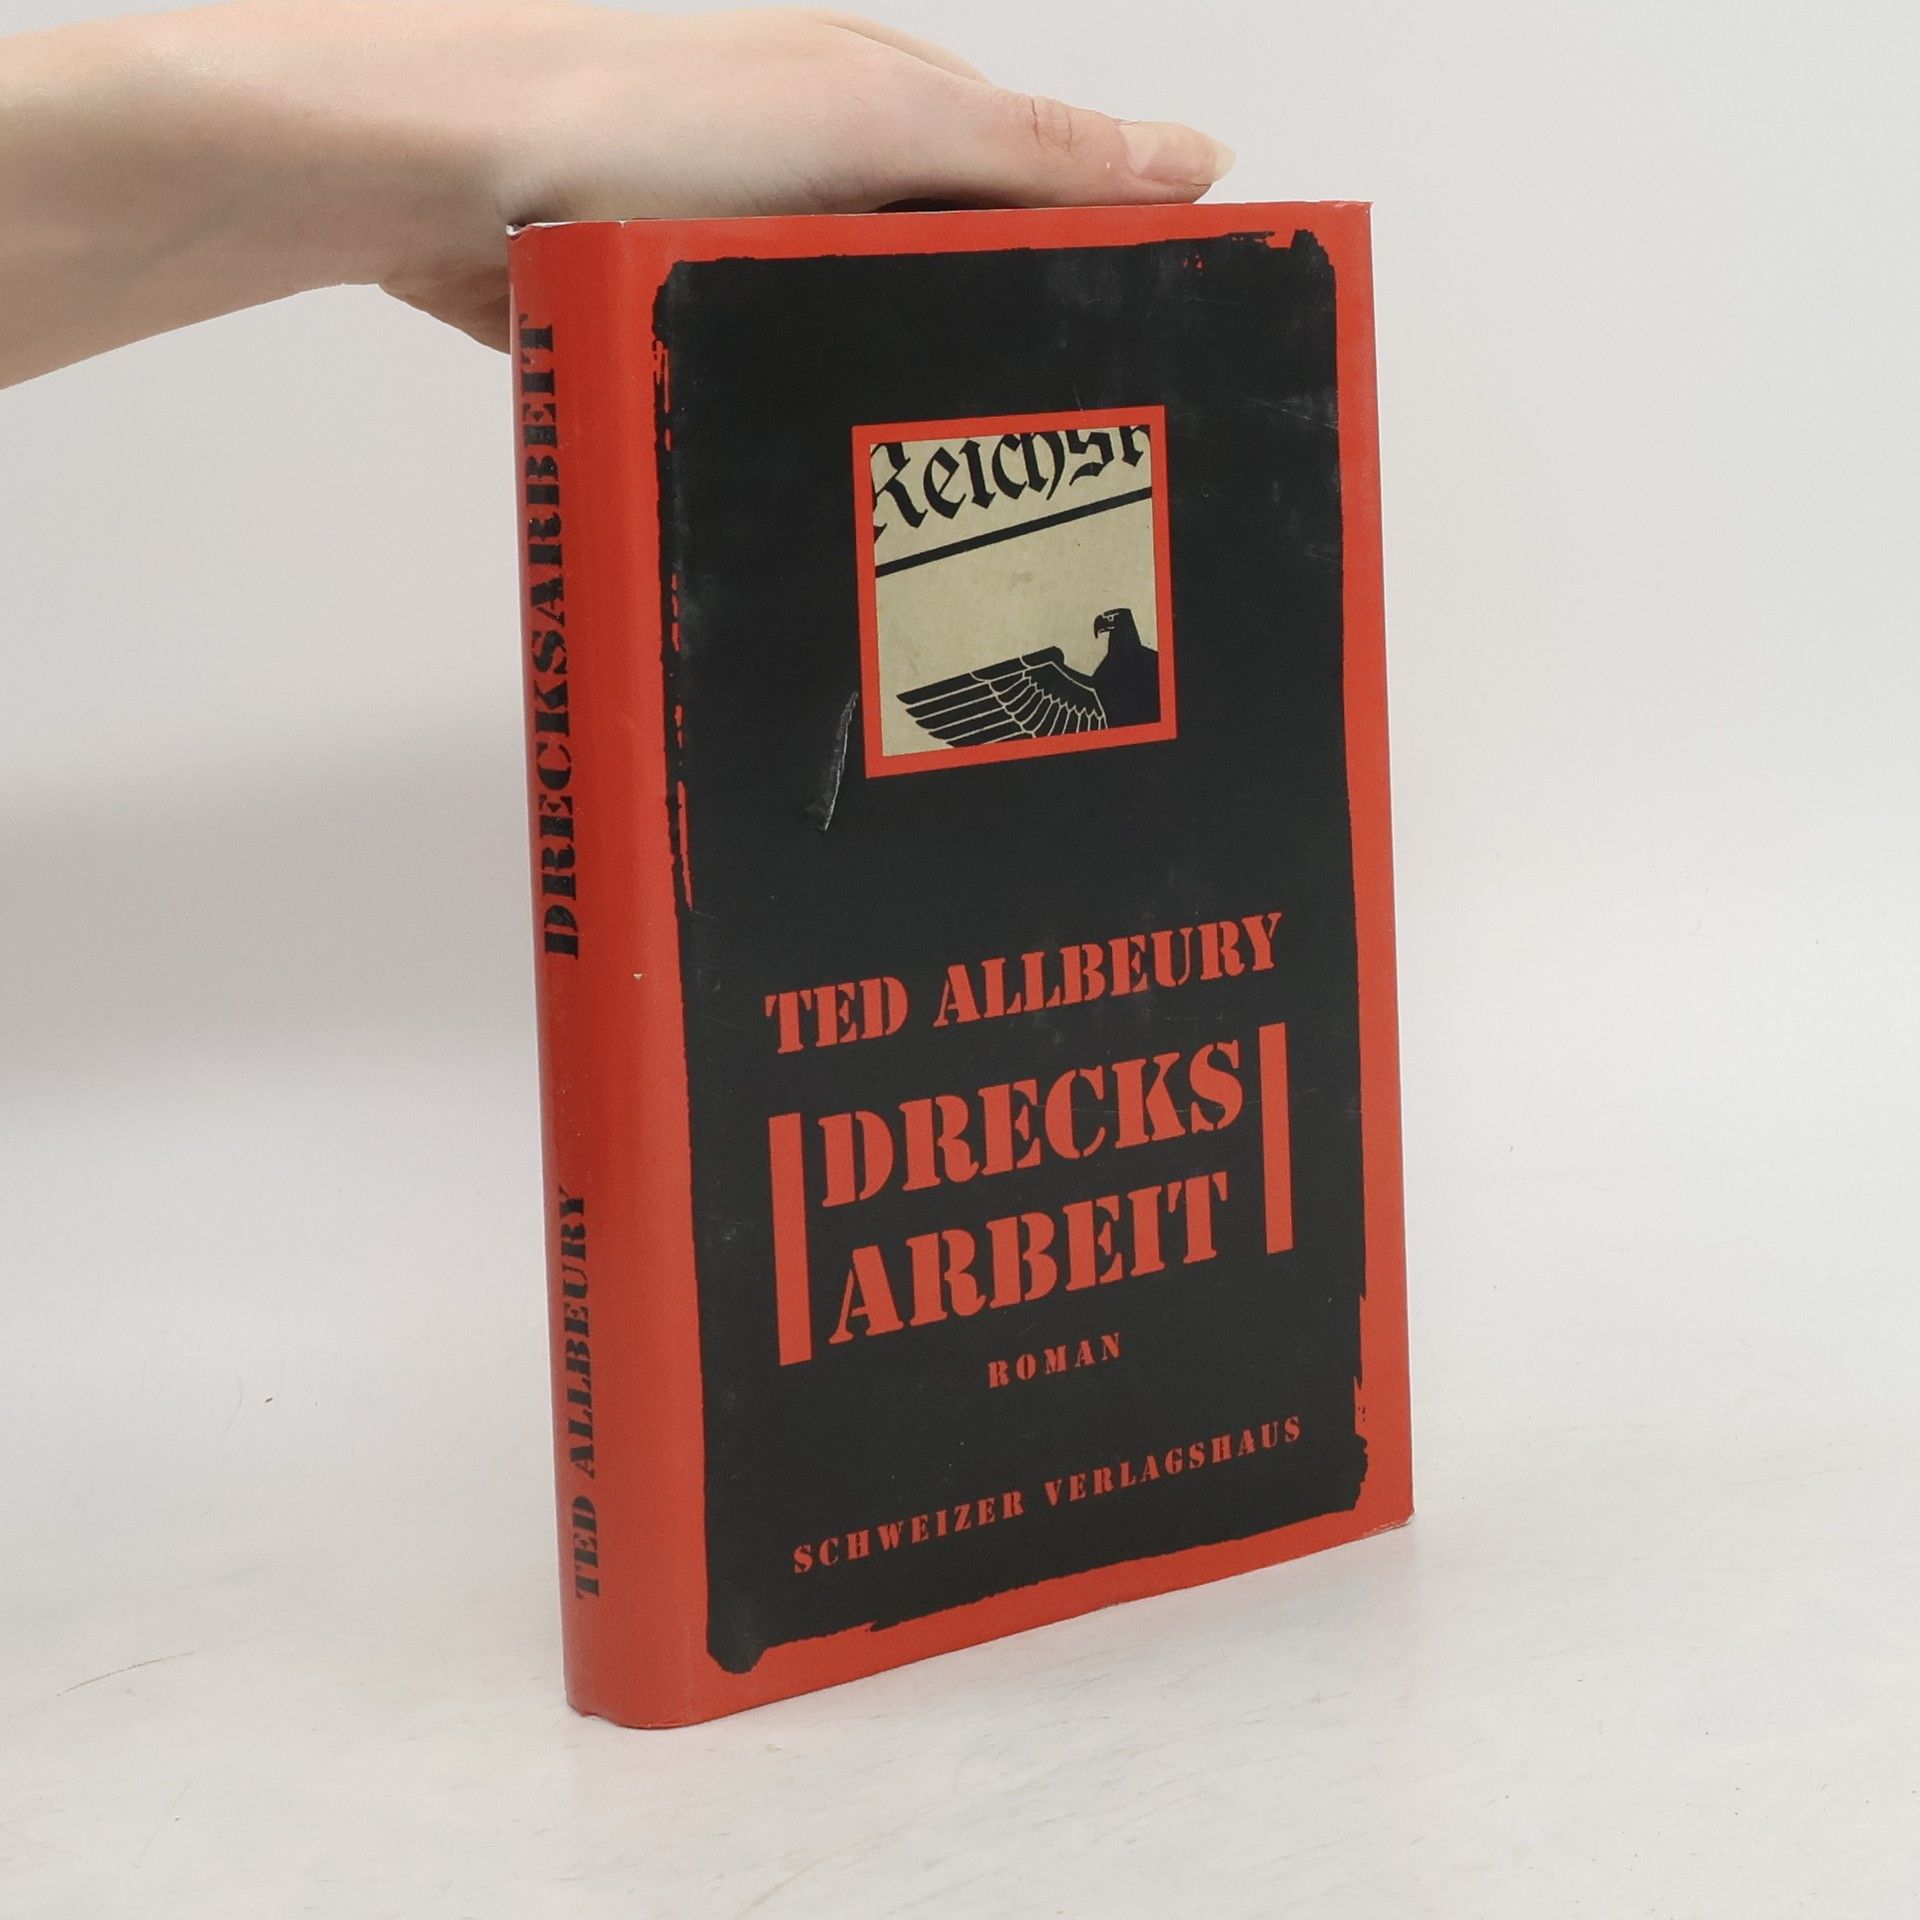 DRECKSARBEIT
TED ALLBEURY
Reichs
TED ALLBEURY
DRECKS
ARBEIT
ROMAN
SCHWEIZER VERLAGSHAUS